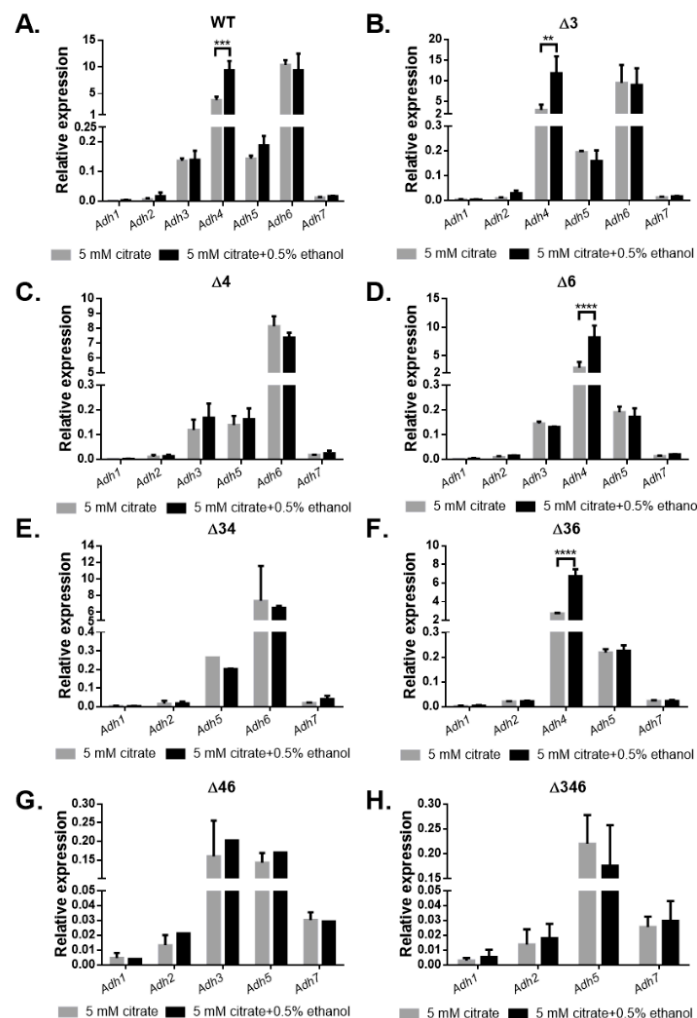 A. WT
Relative expression
15
10
5
1
0.25
0.2
0.1
0.0
***
Adh1 Adh2 Adh3 Adh4 Adh5 Adh6 Adh7
5 mM citrate 5 mM citrate+0.5% ethanol
B. Δ3
Relative expression
20
15
10
5
0.3
0.2
0.1
0.0
**
Adh1 Adh2 Adh4 Adh5 Adh6 Adh7
5 mM citrate 5 mM citrate+0.5% ethanol
C. Δ4
Relative expression
10
9
8
7
6
5
0.3
0.2
0.1
0.0
Adh1 Adh2 Adh3 Adh5 Adh6 Adh7
5 mM citrate 5 mM citrate+0.5% ethanol
D. Δ6
Relative expression
15
10
5
2
0.3
0.2
0.1
0.0
****
Adh1 Adh2 Adh3 Adh4 Adh5 Adh7
5 mM citrate 5 mM citrate+0.5% ethano
E. Δ34
Relative expression
14
12
10
8
6
5
0.4
0.3
0.2
0.1
0.0
Adh1 Adh2 Adh5 Adh6 Adh7
5 mM citrate 5 mM citrate+0.5% ethanol
F. Δ36
Relative expression
10
8
6
4
2
0.3
0.2
0.1
0.0
****
Adh1 Adh2 Adh4 Adh5 Adh7
5 mM citrate 5 mM citrate+0.5% ethanol
G. Δ46
Relative expression
0.30
0.25
0.20
0.15
0.10
0.05
0.04
0.03
0.02
0.01
0.00
Adh1 Adh2 Adh3 Adh5 Adh7
5 mM citrate 5 mM citrate+0.5% ethanol
H. Δ346
Relative expression
0.30
0.25
0.20
0.15
0.10
0.05
0.04
0.03
0.02
0.01
0.00
Adh1 Adh2 Adh5 Adh7
5 mM citrate 5 mM citrate+0.5% ethanol